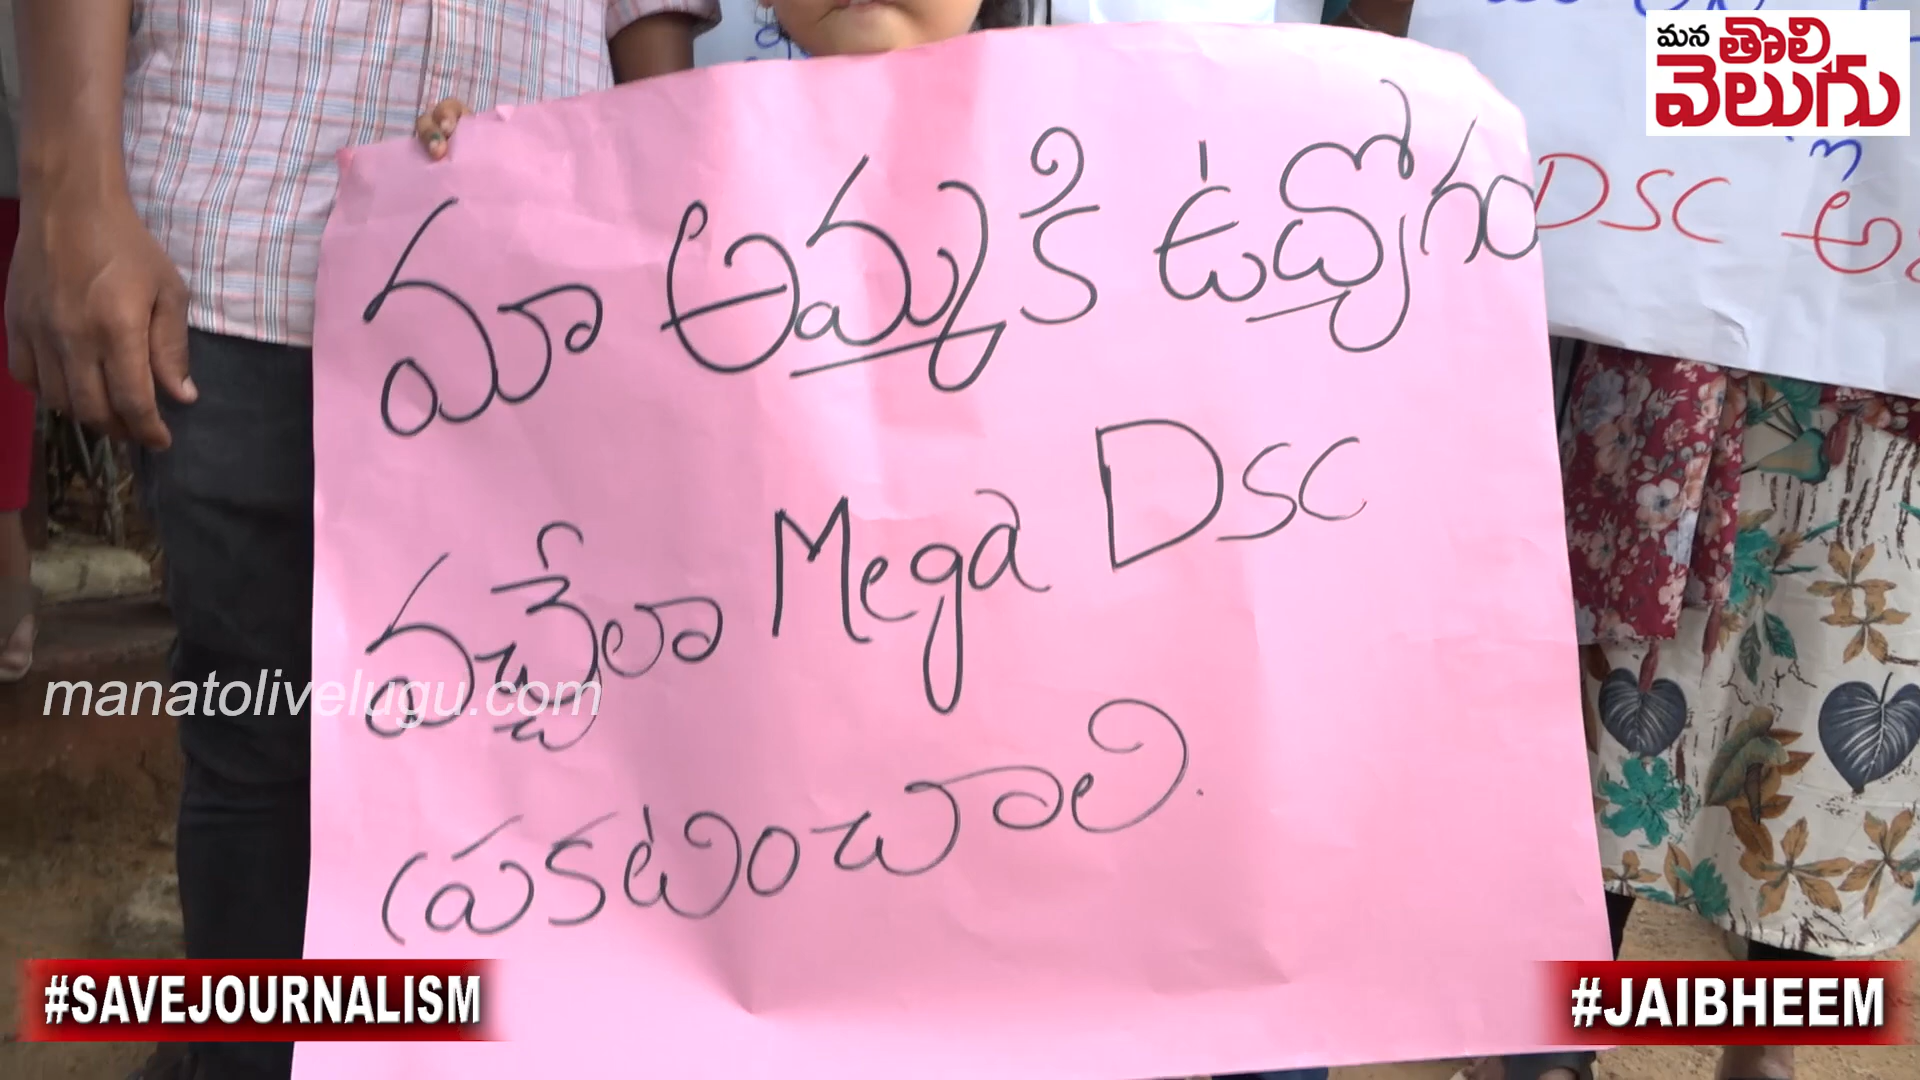 మన
తొలి
వెలుగు
మా అమ్మకి ఉద్యోగం
వచ్చేలా Mega DSC
ప్రకటించాలి.
DSC
manatolivelugu.com
#SAVEJOURNALISM
#JAIBHEEM